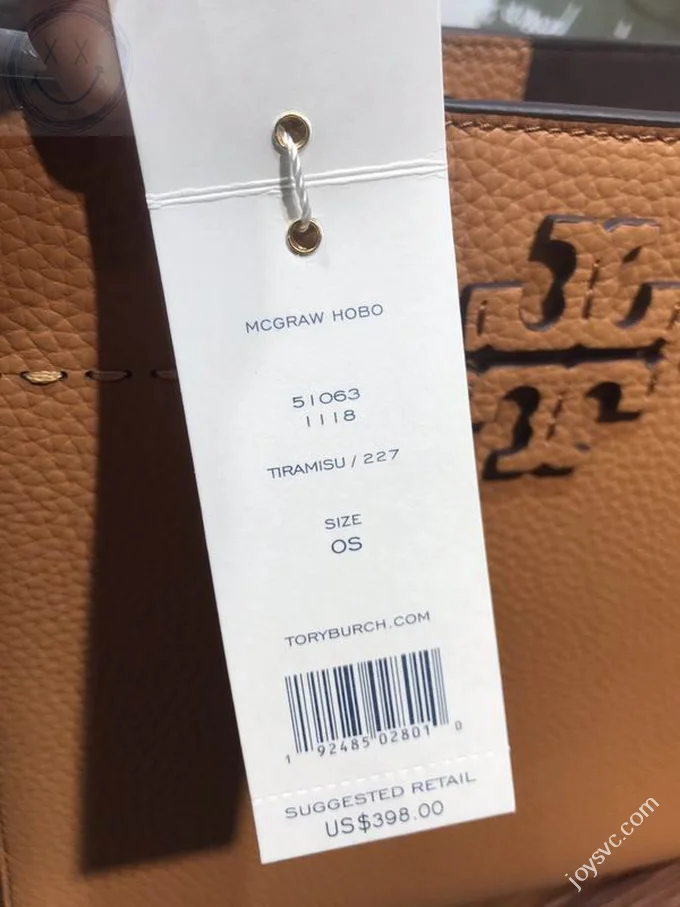 MCGRAW HOBO
51063
1118
TIRAMISU / 227
SIZE
OS
TORYBURCH.COM
1 92485 02801 0
SUGGESTED RETAIL
US$398.00
joysvc.com